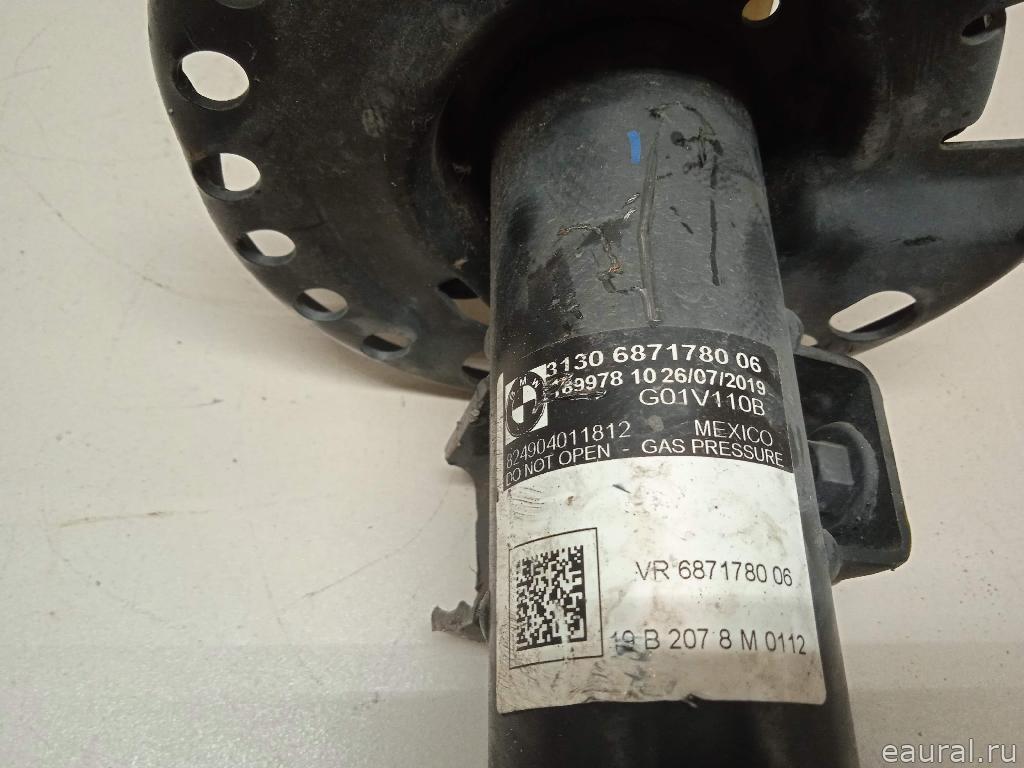 3130 6871780 06
189978 10 26/07/2019
G01V110B
824904011812 MEXICO
DO NOT OPEN - GAS PRESSURE
VR 6871780 06
19 B 207 8 M 0112
eaural.ru